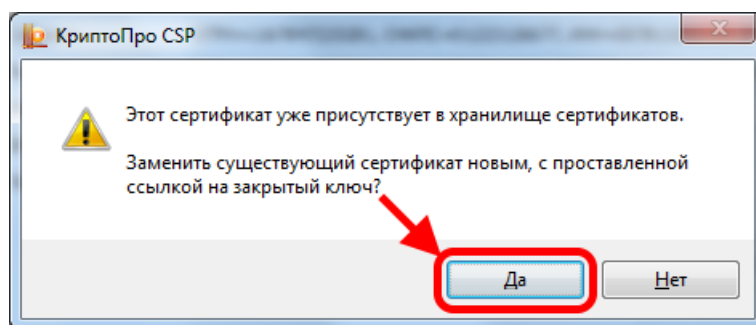 КриптоПро CSP
Этот сертификат уже присутствует в хранилище сертификатов.
Заменить существующий сертификат новым, с проставленной
ссылкой на закрытый ключ?
Да
Нет